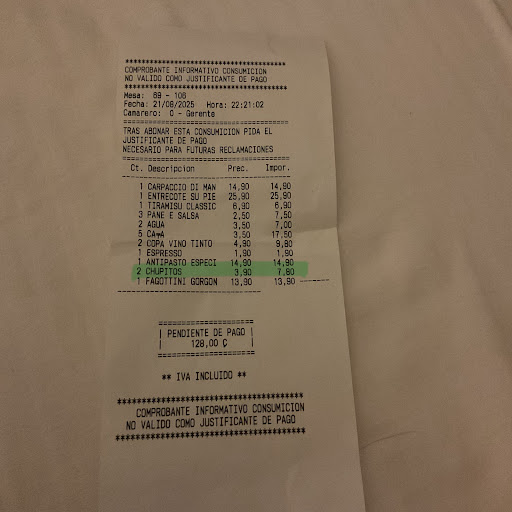 ****************************************
COMPROBANTE INFORMATIVO CONSUMICION
NO VALIDO COMO JUSTIFICANTE DE PAGO
****************************************
Mesa: 69 - 106
Fecha: 21/06/2025 Hora: 22:21:02
Camarero: 0 - Gerente
========================================
TRAS ABONAR ESTA CONSUMICION PIDA EL
JUSTIFICANTE DE PAGO
NECESARIO PARA FUTURAS RECLAMACIONES
========================================
Ct. Descripcion Prec. Impor.
----------------------------------------
1 CARPACCIO DI MAN 14,90 14,90
1 ENTRECOTE SU PIE 25,90 25,90
1 TIRAMISU CLASSIC 6,90 6,90
3 PANE E SALSA 2,50 7,50
2 AGUA 3,50 7,00
5 CAÃA 3,50 17,50
2 COPA VINO TINTO 4,90 9,80
1 ESPRESSO 1,90 1,90
1 ANTIPASTO ESPECI 14,90 14,90
2 CHUPITOS 3,90 7,80
1 FAGOTTINI GORGON 13,90 13,90
----------------------------------------
======================
| PENDIENTE DE PAGO |
| 128,00 Ç |
======================
** IVA INCLUIDO **
****************************************
COMPROBANTE INFORMATIVO CONSUMICION
NO VALIDO COMO JUSTIFICANTE DE PAGO
****************************************